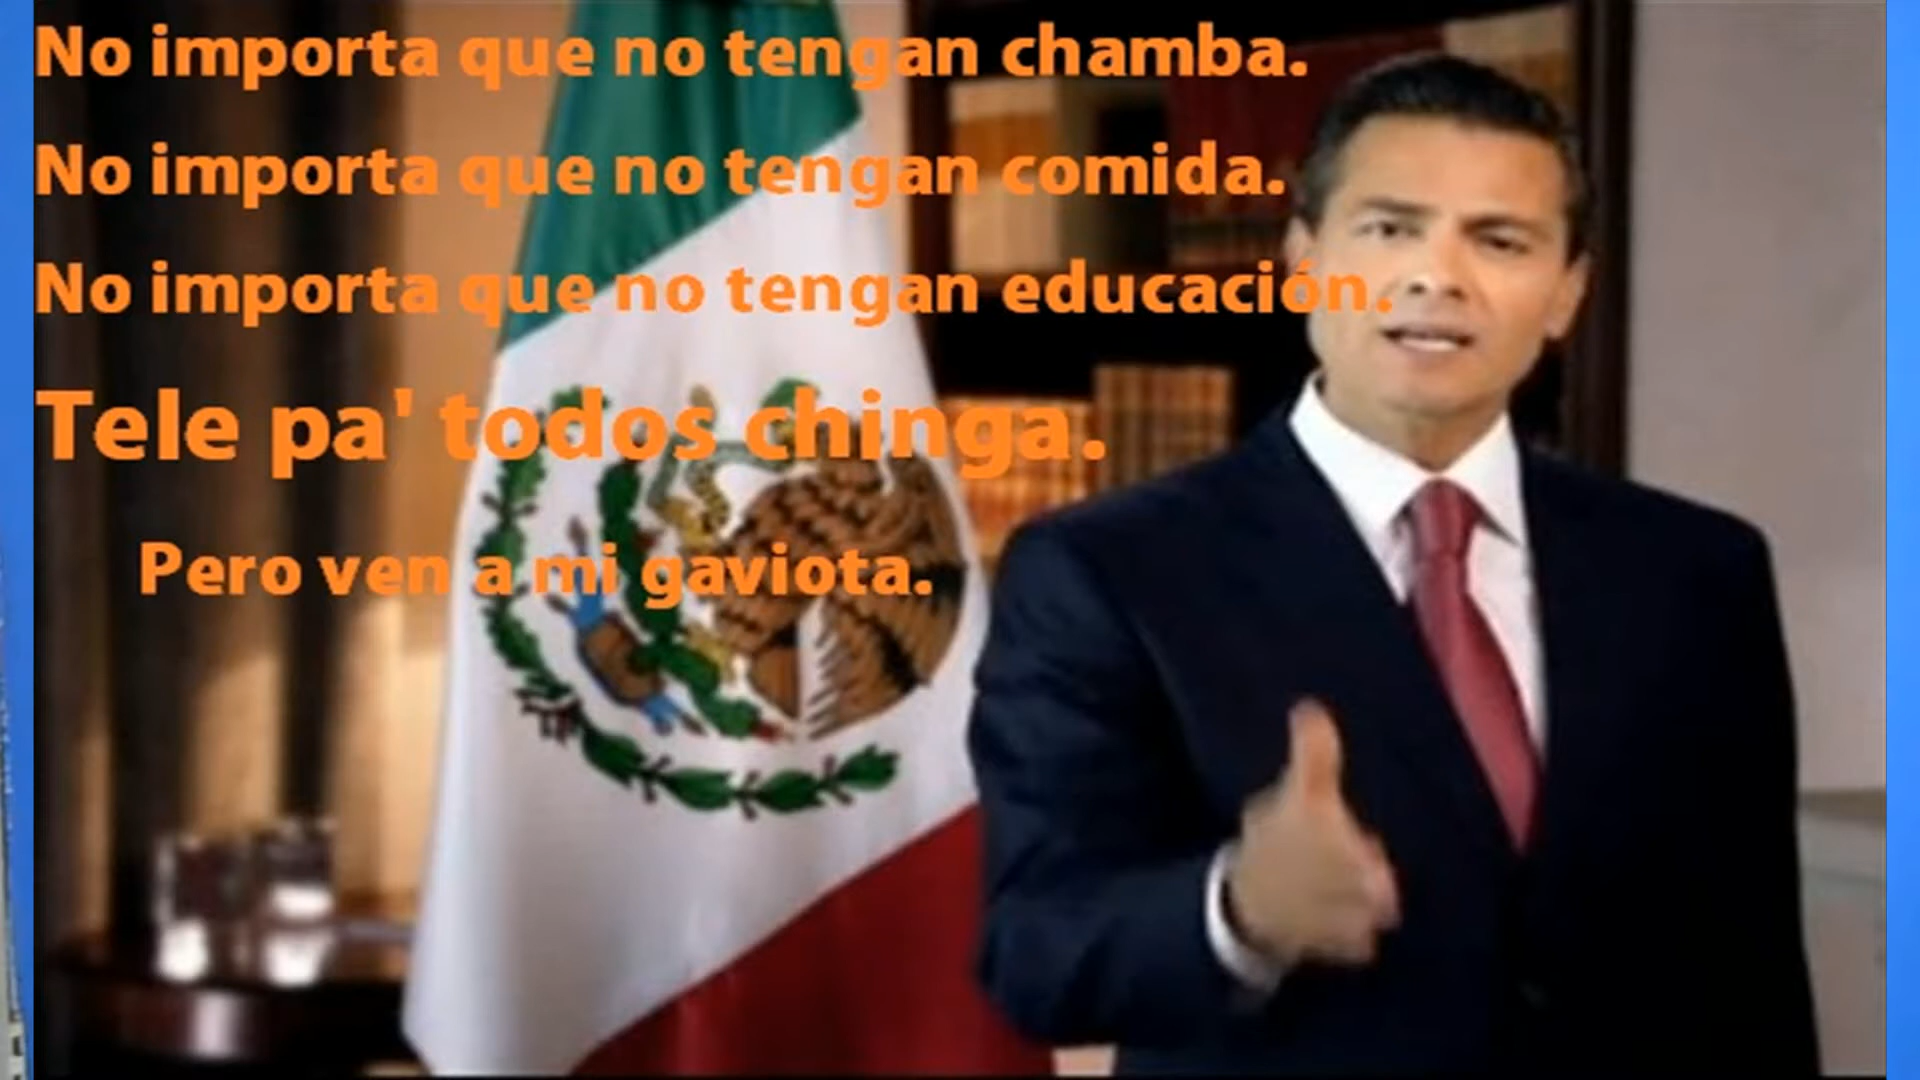 No importa que no tengan chamba.
No importa que no tengan comida.
No importa que no tengan educación.
Tele pa' todos chinga.
Pero ven a mi gaviota.